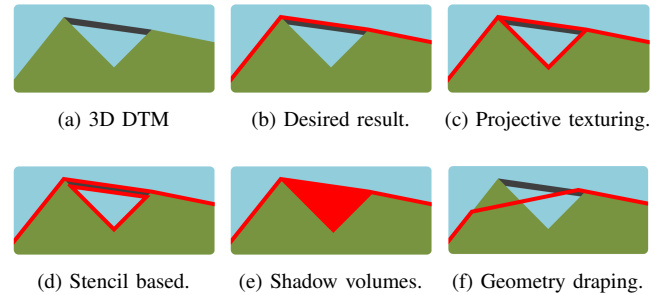 (a) 3D DTM
(b) Desired result.
(c) Projective texturing.
(d) Stencil based.
(e) Shadow volumes.
(f) Geometry draping.